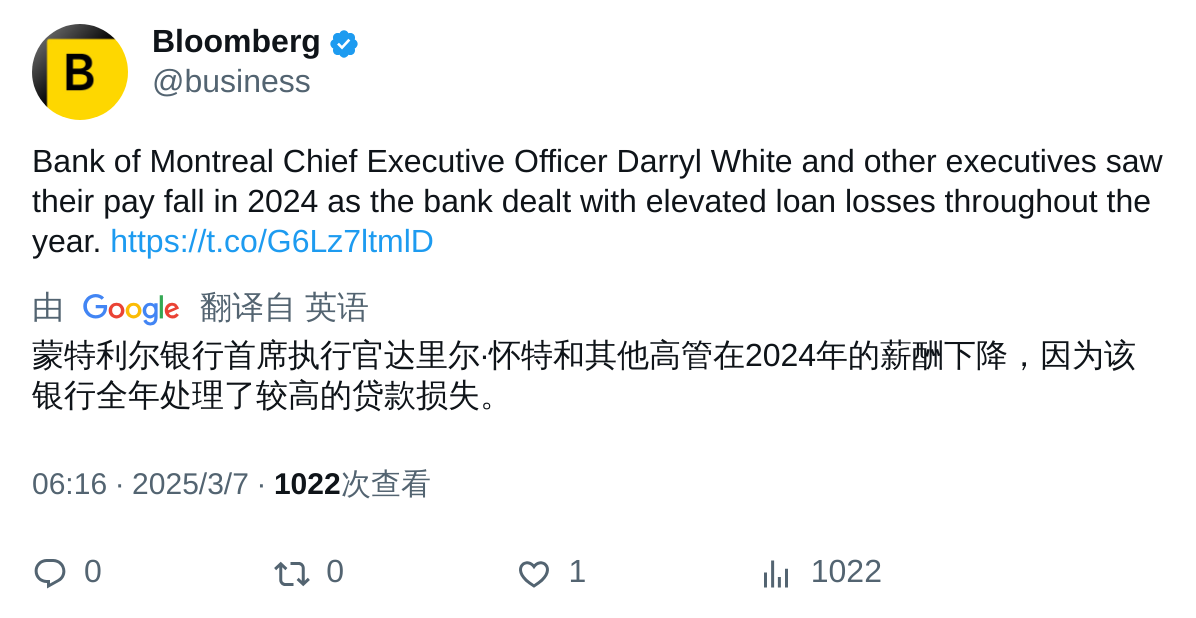 B
Bloomberg
@business
Bank of Montreal Chief Executive Officer Darryl White and other executives saw
their pay fall in 2024 as the bank dealt with elevated loan losses throughout the
year. https://t.co/G6Lz7ltmlD
由 Google 翻译自 英语
蒙特利尔银行首席执行官达里尔·怀特和其他高管在2024年的薪酬下降，因为该
银行全年处理了较高的贷款损失。
06:16 · 2025/3/7 · 1022次查看
0 0 1 1022